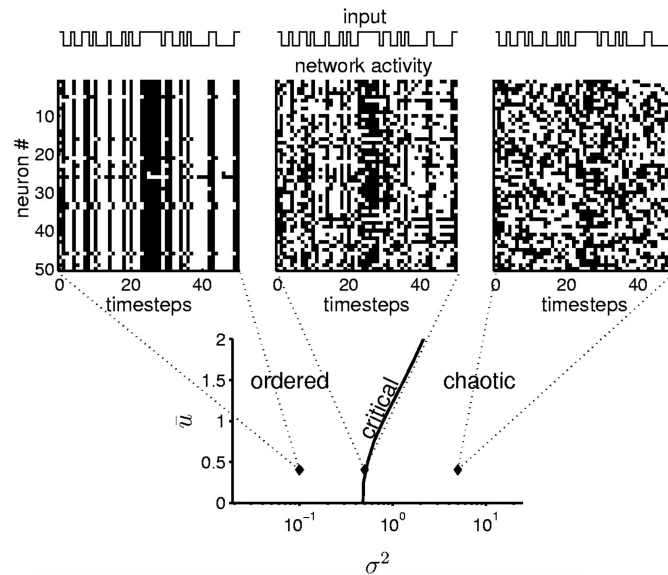 input
network activity
neuron #
10
20
30
40
50
0 20 40
timesteps
0 20 40
timesteps
0 20 40
timesteps
2
1.5
1
0.5
0
ū
ordered
critical
chaotic
10⁻¹ 10⁰ 10¹
σ²